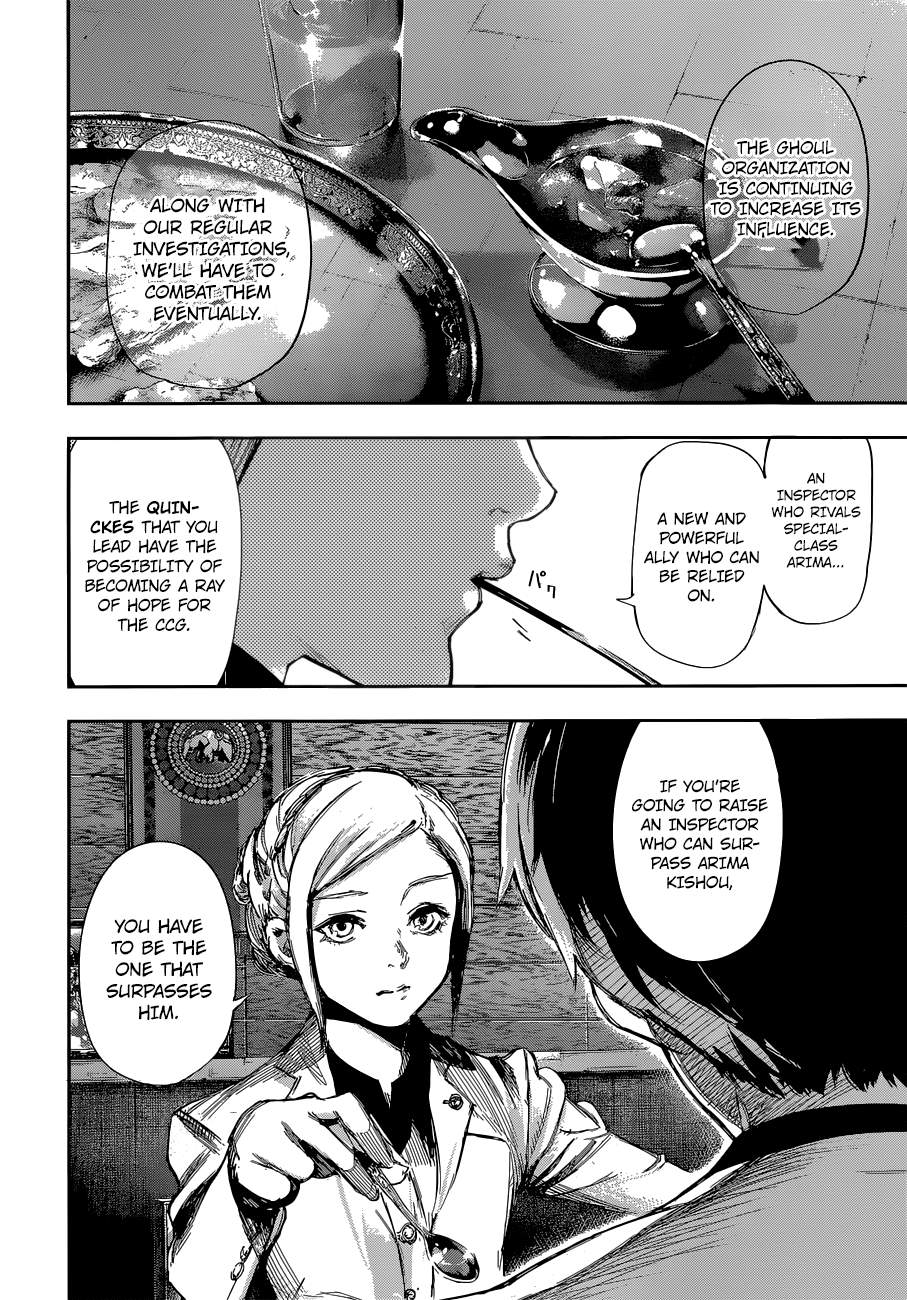 THE GHOUL
ORGANIZATION
IS CONTINUING
TO INCREASE ITS
INFLUENCE.
ALONG WITH
OUR REGULAR
INVESTIGATIONS,
WE'LL HAVE TO
COMBAT THEM
EVENTUALLY.
AN
INSPECTOR
WHO RIVALS
SPECIAL-
CLASS
ARIMA...
A NEW AND
POWERFUL
ALLY WHO CAN
BE RELIED
ON.
パク
THE QUIN-
CKES THAT YOU
LEAD HAVE THE
POSSIBILITY OF
BECOMING A RAY
OF HOPE FOR
THE CCG.
IF YOU'RE
GOING TO RAISE
AN INSPECTOR
WHO CAN SUR-
PASS ARIMA
KISHOU,
YOU HAVE
TO BE THE
ONE THAT
SURPASSES
HIM.